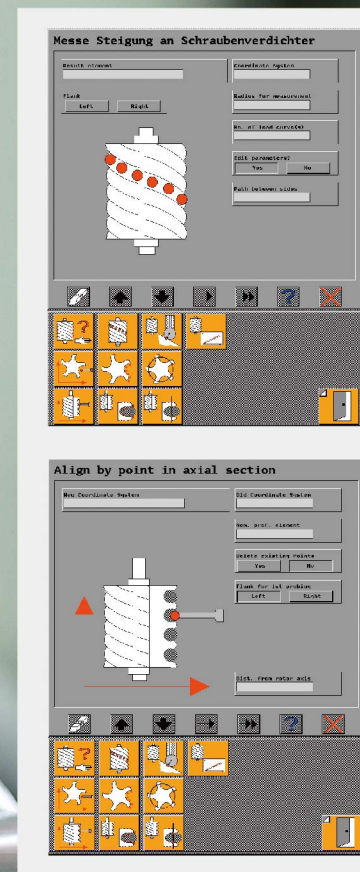 Messe Steigung an Schraubenverdichter
Result element
Coordinate System
Flank
Left
Right
Radius for measurement
No. of lead curve(s)
Edit parameters?
Yes
No
Path between sides
Align by point in axial section
New Coordinate System
Old Coordinate System
Nom. prof. element
Delete existing Points
Yes
No
Flank for 1st probing
Left
Right
Dist. from rotor axis